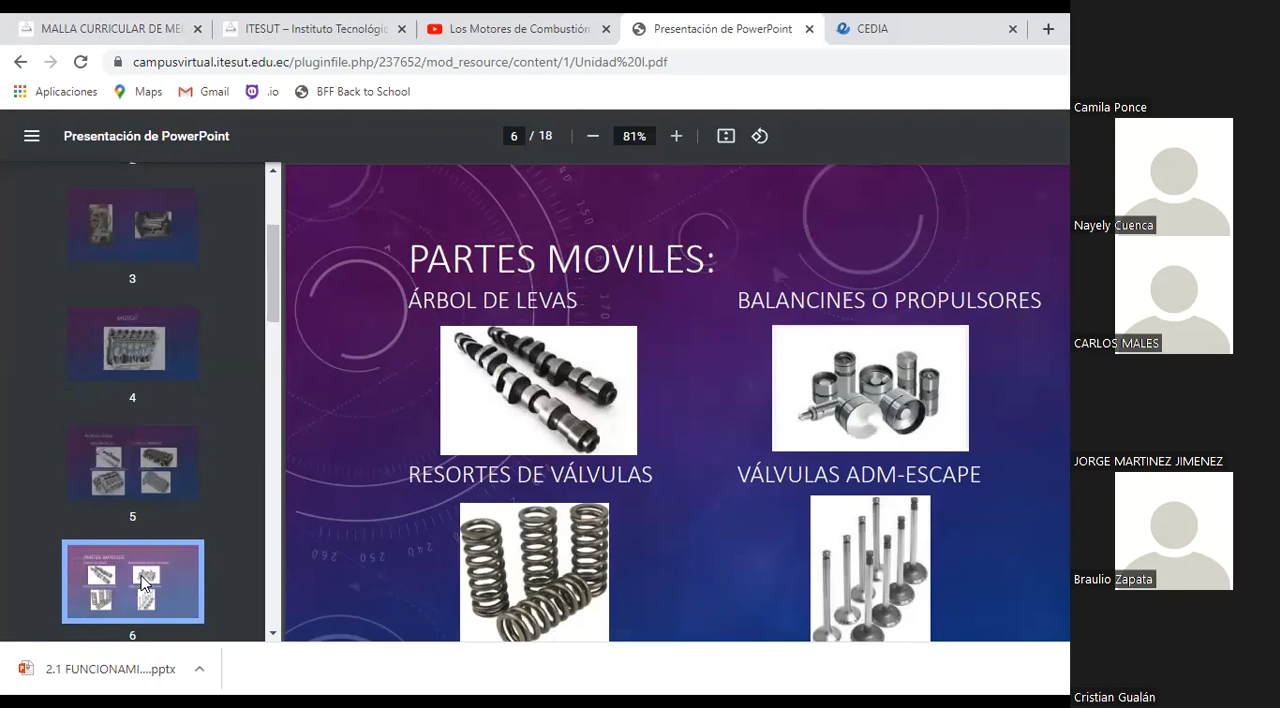 MALLA CURRICULAR DE ME
ITESUT – Instituto Tecnológic
Los Motores de Combustión
Presentación de PowerPoint
CEDIA
campusvirtual.itesut.edu.ec/pluginfile.php/237652/mod_resource/content/1/Unidad%20I.pdf
Aplicaciones
Maps
Gmail
.io
BFF Back to School
Presentación de PowerPoint
6 / 18
81%
3
4
5
6
PARTES MOVILES:
ÁRBOL DE LEVAS
BALANCINES O PROPULSORES
RESORTES DE VÁLVULAS
VÁLVULAS ADM-ESCAPE
2.1 FUNCIONAMI....pptx
Camila Ponce
Nayely Cuenca
CARLOS MALES
JORGE MARTINEZ JIMENEZ
Braulio Zapata
Cristian Gualán